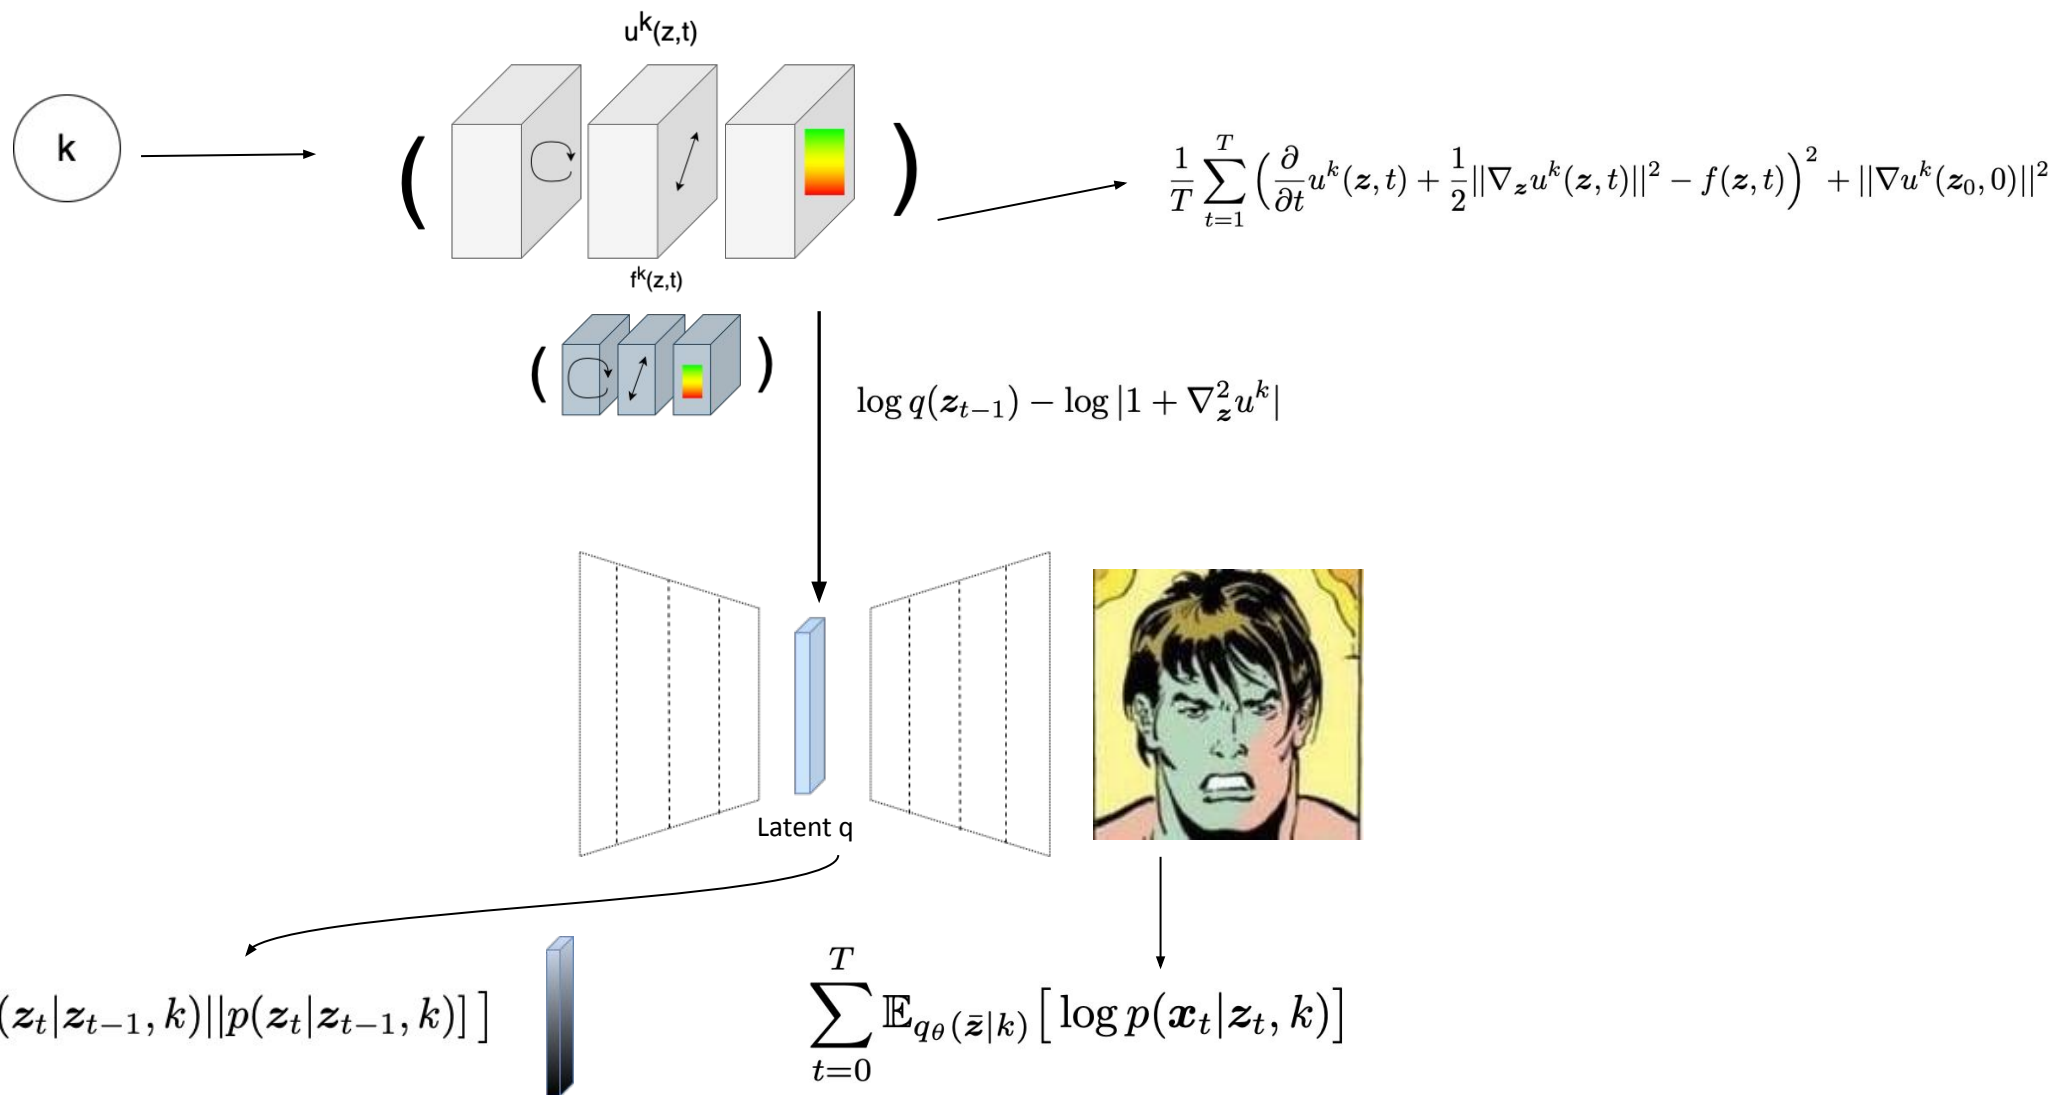 u^k(z,t)
k
( )
\frac{1}{T}\sum_{t=1}^{T}\left(\frac{\partial}{\partial t}u^k(z,t)+\frac{1}{2}||\nabla_z u^k(z,t)||^2-f(z,t)\right)^2+||\nabla u^k(z_0,0)||^2
f^k(z,t)
( )
\log q(z_{t-1})-\log|1+\nabla_z^2 u^k|
Latent q
(z_t|z_{t-1},k)||p(z_t|z_{t-1},k)]]
\sum_{t=0}^{T}\mathbb{E}_{q_\theta(\bar{z}|k)}[\log p(x_t|z_t,k)]